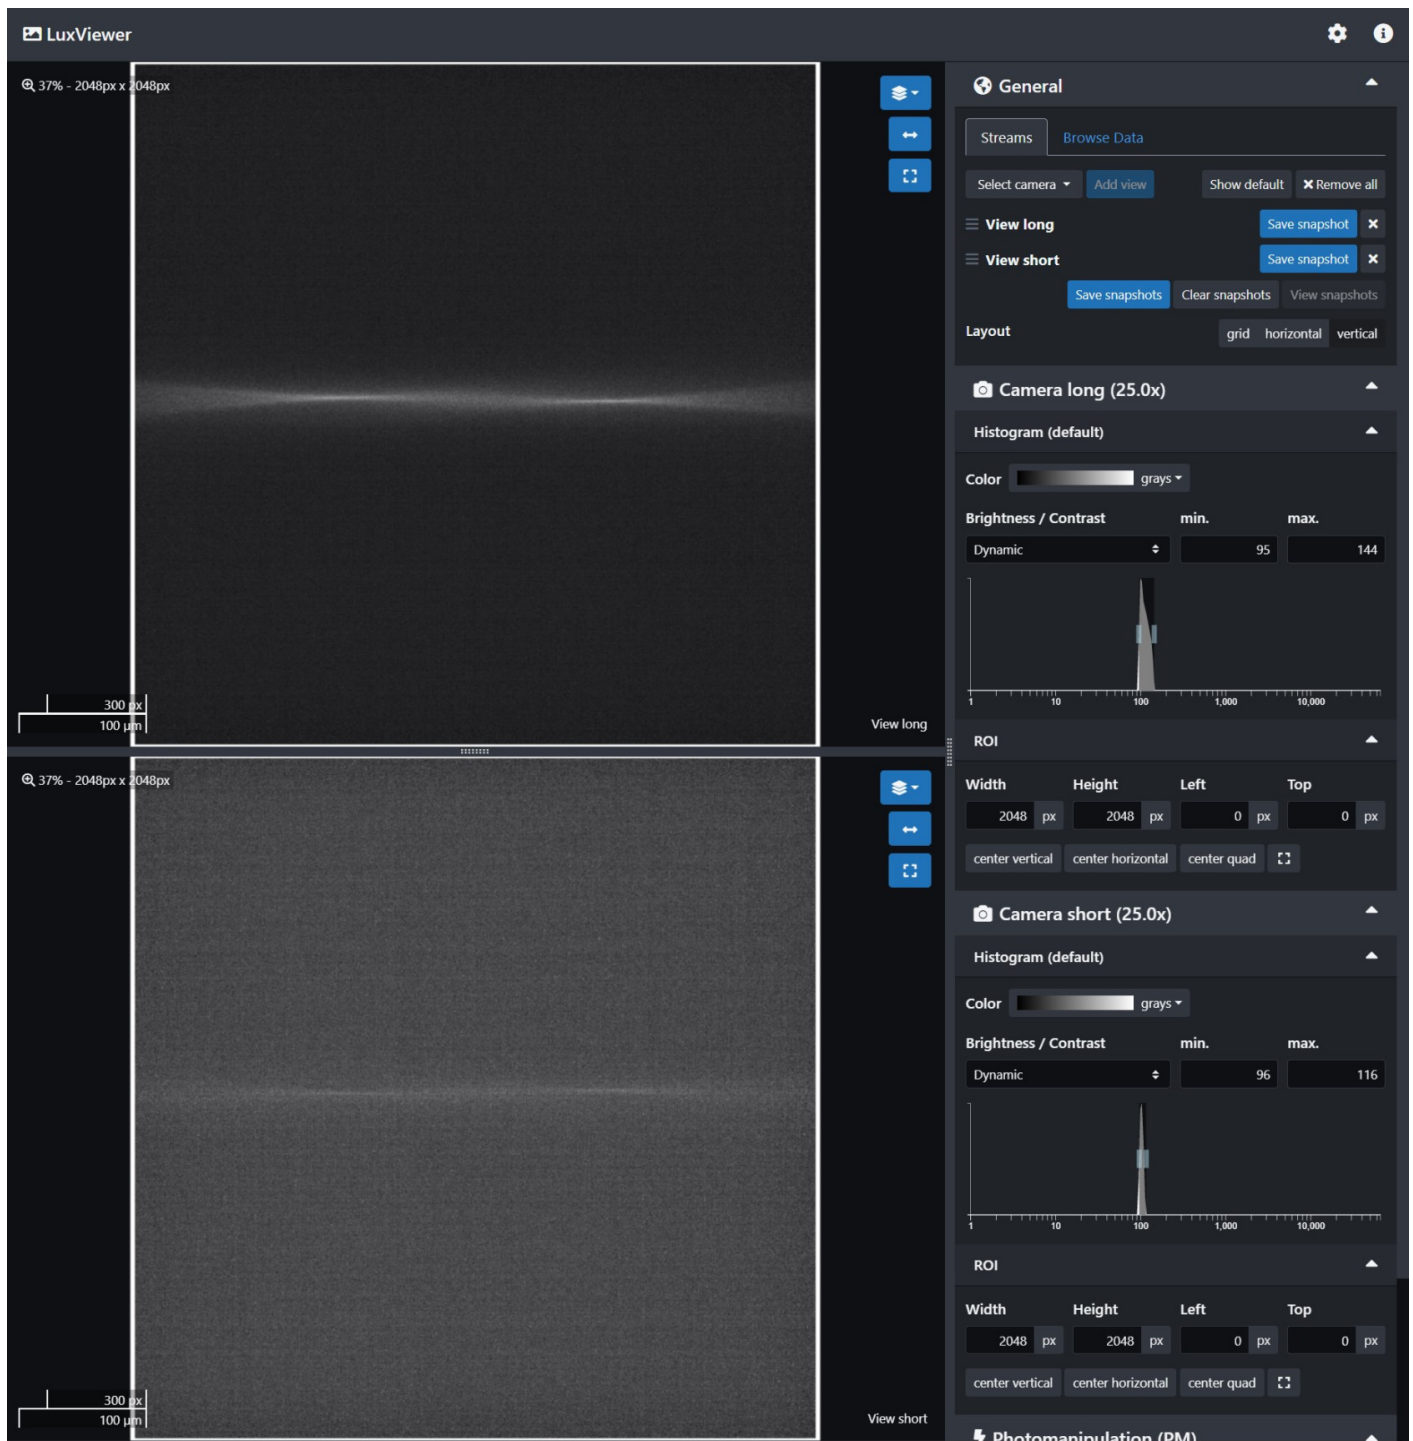 LuxViewer
37% - 2048px x 2048px
300 px
100 µm
View long
37% - 2048px x 2048px
300 px
100 µm
View short
General
Streams Browse Data
Select camera Add view Show default Remove all
View long Save snapshot
View short Save snapshot
Save snapshots Clear snapshots View snapshots
Layout grid horizontal vertical
Camera long (25.0x)
Histogram (default)
Color grays
Brightness / Contrast min. max.
Dynamic 95 144
1 10 100 1,000 10,000
ROI
Width Height Left Top
2048 px 2048 px 0 px 0 px
center vertical center horizontal center quad
Camera short (25.0x)
Histogram (default)
Color grays
Brightness / Contrast min. max.
Dynamic 96 116
1 10 100 1,000 10,000
ROI
Width Height Left Top
2048 px 2048 px 0 px 0 px
center vertical center horizontal center quad
Photomanipulation (PM)